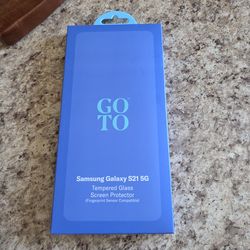 GO
TO
Samsung Galaxy S21 5G
Tempered Glass
Screen Protector
(Fingerprint Sensor Compatible)